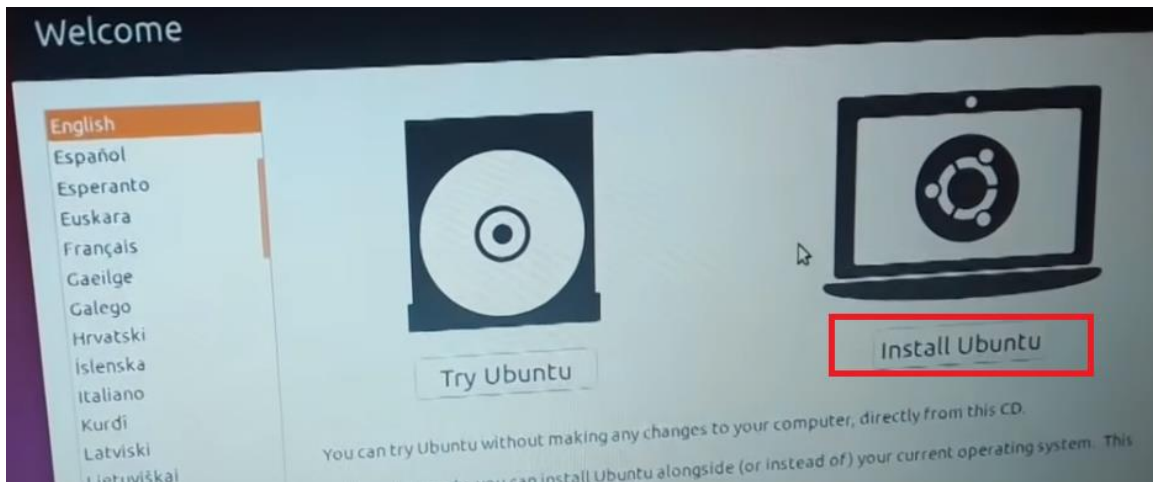 Welcome
English
Español
Esperanto
Euskara
Français
Gaeilge
Galego
Hrvatski
Íslenska
Italiano
Kurdî
Latviski
Lietuviškai
Try Ubuntu
Install Ubuntu
You can try Ubuntu without making any changes to your computer, directly from this CD.
you can install Ubuntu alongside (or instead of) your current operating system. This